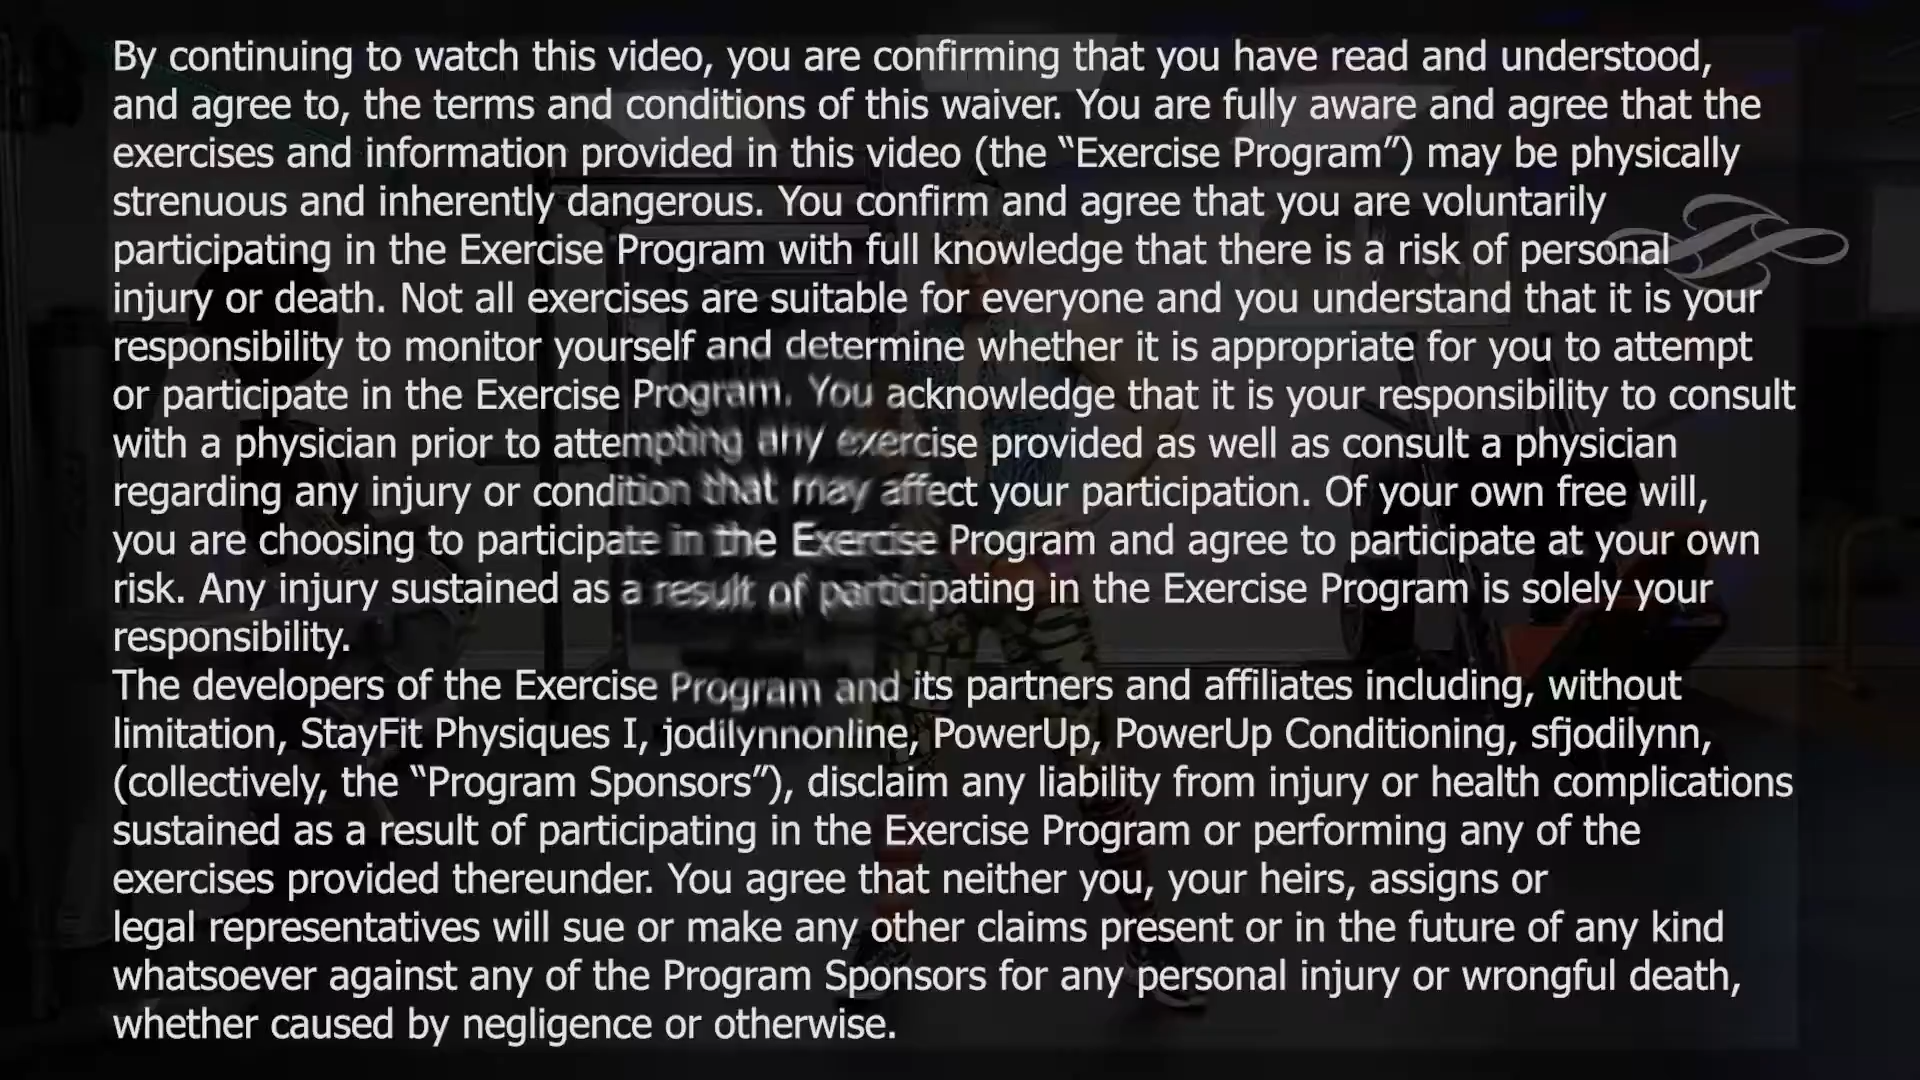 By continuing to watch this video, you are confirming that you have read and understood,
and agree to, the terms and conditions of this waiver. You are fully aware and agree that the
exercises and information provided in this video (the “Exercise Program”) may be physically
strenuous and inherently dangerous. You confirm and agree that you are voluntarily
participating in the Exercise Program with full knowledge that there is a risk of personal
injury or death. Not all exercises are suitable for everyone and you understand that it is your
responsibility to monitor yourself and determine whether it is appropriate for you to attempt
or participate in the Exercise Program. You acknowledge that it is your responsibility to consult
with a physician prior to attempting any exercise provided as well as consult a physician
regarding any injury or condition that may affect your participation. Of your own free will,
you are choosing to participate in the Exercise Program and agree to participate at your own
risk. Any injury sustained as a result of participating in the Exercise Program is solely your
responsibility.
The developers of the Exercise Program and its partners and affiliates including, without
limitation, StayFit Physiques I, jodilynnonline, PowerUp, PowerUp Conditioning, sfjodilynn,
(collectively, the “Program Sponsors”), disclaim any liability from injury or health complications
sustained as a result of participating in the Exercise Program or performing any of the
exercises provided thereunder. You agree that neither you, your heirs, assigns or
legal representatives will sue or make any other claims present or in the future of any kind
whatsoever against any of the Program Sponsors for any personal injury or wrongful death,
whether caused by negligence or otherwise.